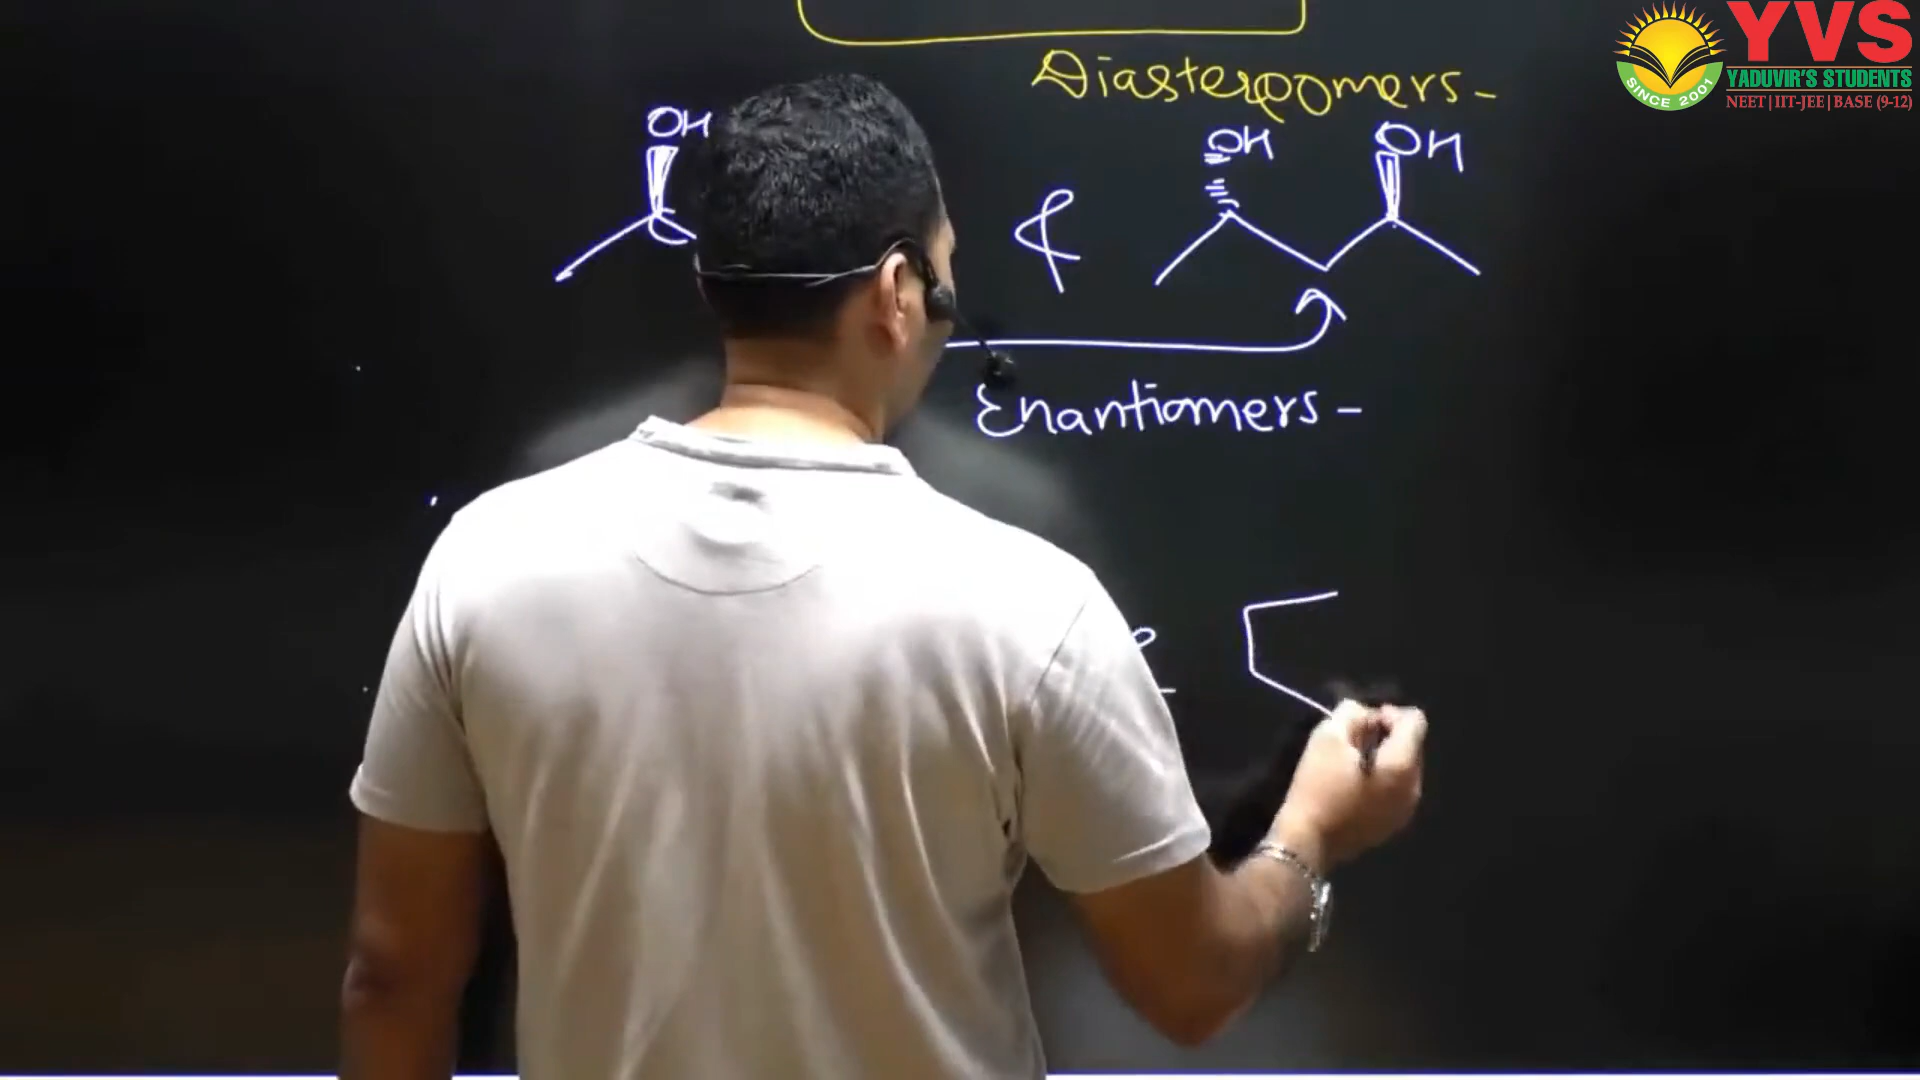 YVS
YADUVIR'S STUDENTS
NEET | IIT-JEE | BASE (9-12)
SINCE 2001
Diastereomers-
OH
& OH OH
Enantiomers-